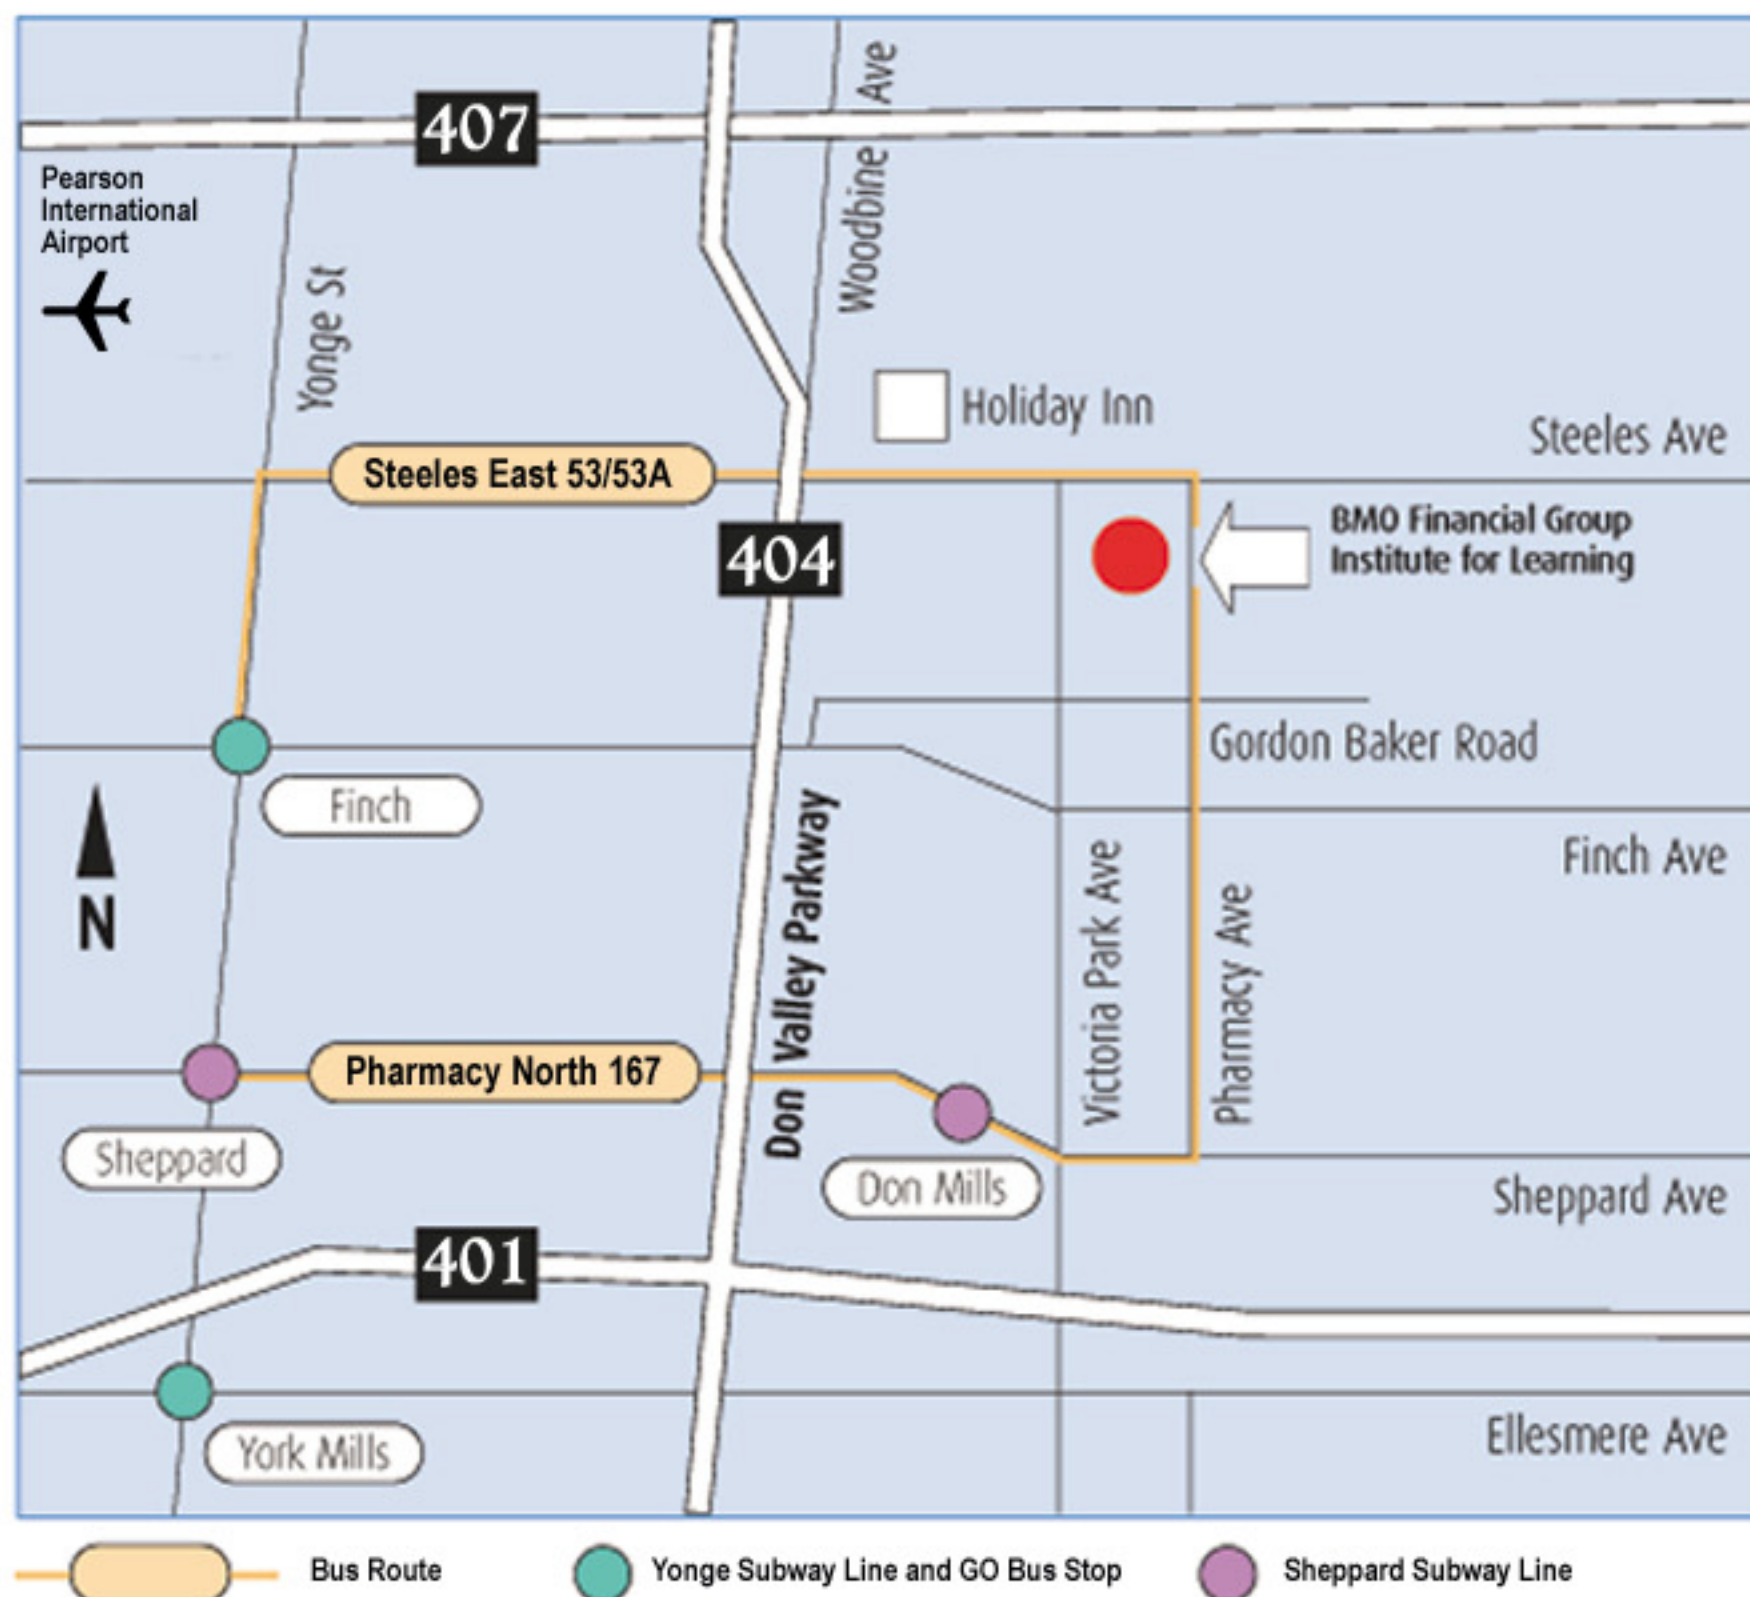 407
Ave
Woodbine
Pearson
International
Airport
Yonge St
Holiday Inn
Steeles Ave
Steeles East 53/53A
BMO Financial Group
Institute for Learning
404
Gordon Baker Road
Finch
Finch Ave
N
Don Valley Parkway
Victoria Park Ave
Pharmacy Ave
Pharmacy North 167
Sheppard
Don Mills
Sheppard Ave
401
York Mills
Ellesmere Ave
Bus Route
Yonge Subway Line and GO Bus Stop
Sheppard Subway Line